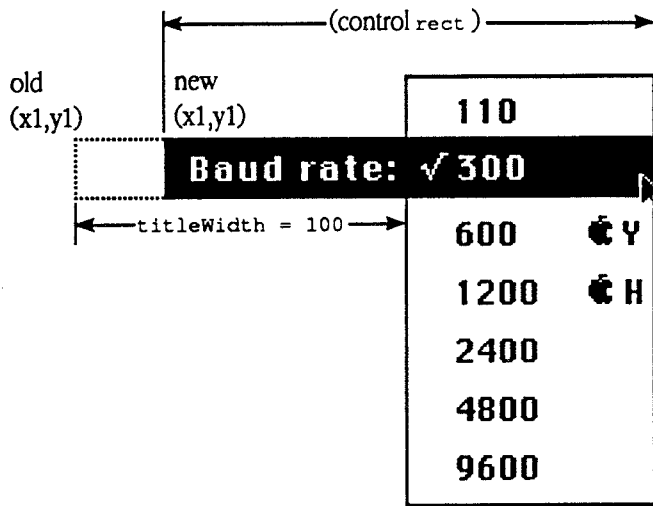 (control rect)
old
(x1,y1)
new
(x1,y1)
110
Baud rate: √ 300
titleWidth = 100
600 Y
1200 H
2400
4800
9600